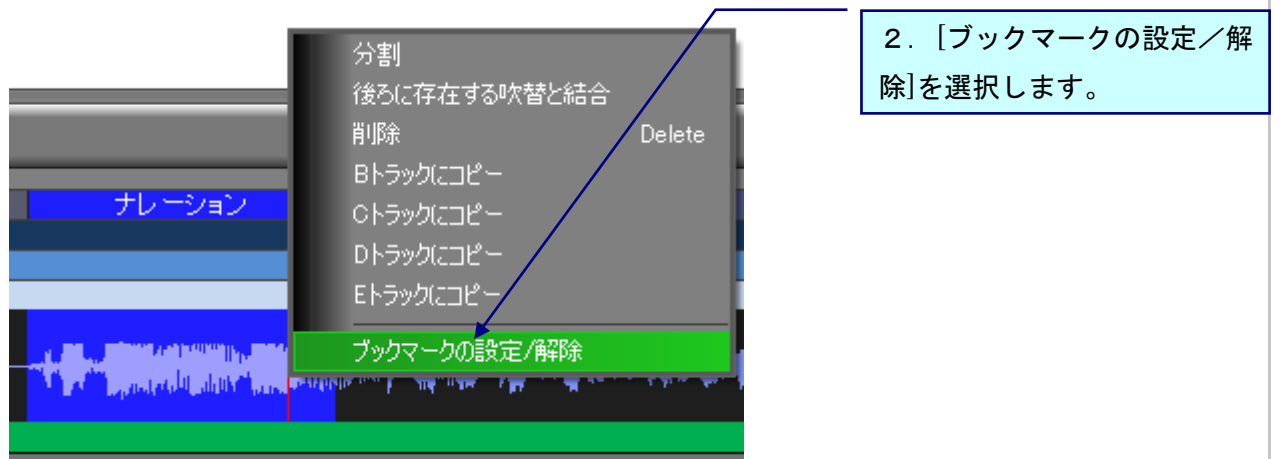 分割
後ろに存在する吹替と結合
削除 Delete
Bトラックにコピー
Cトラックにコピー
Dトラックにコピー
Eトラックにコピー
ブックマークの設定/解除
ナレーション
２．[ブックマークの設定／解
除]を選択します。